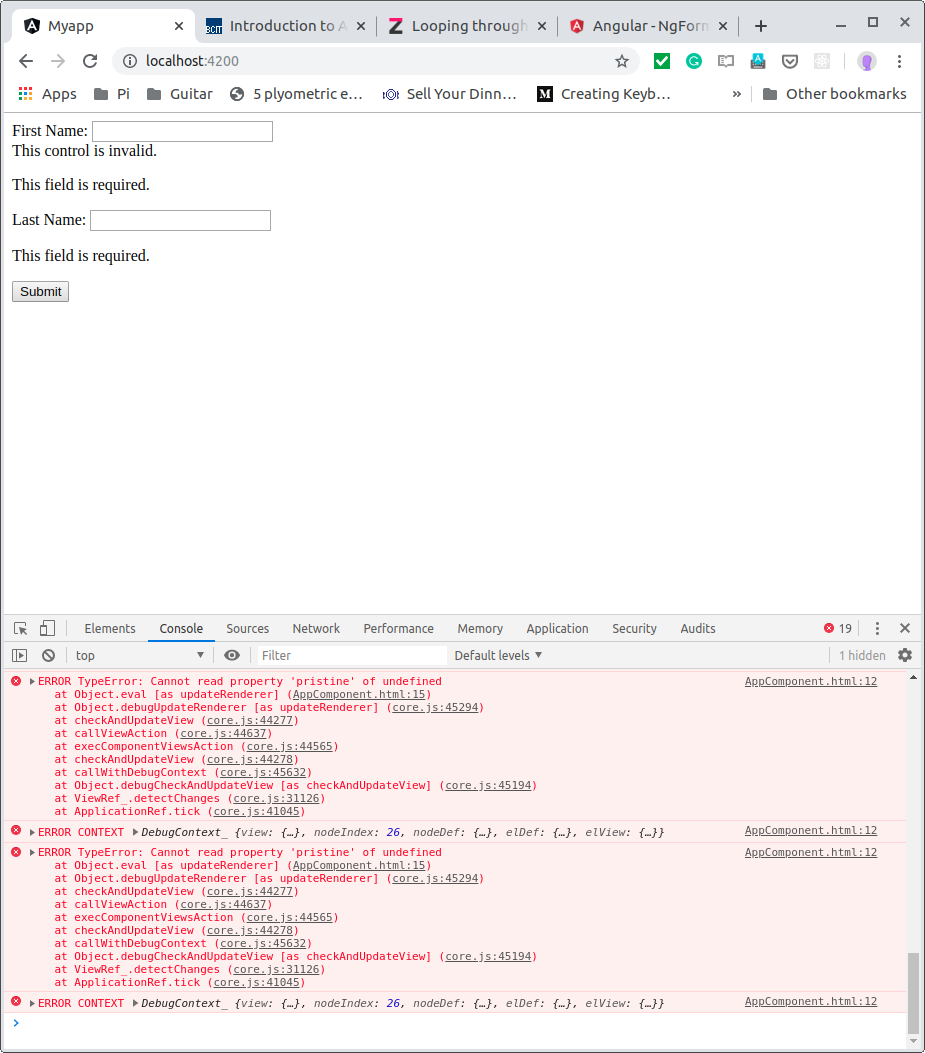 Myapp
Introduction to A
Looping through
Angular - NgForm
localhost:4200
Apps
Pi
Guitar
5 plyometric e…
Sell Your Dinn…
M Creating Keyb…
»
Other bookmarks
First Name:
This control is invalid.
This field is required.
Last Name:
This field is required.
Submit
Elements Console Sources Network Performance Memory Application Security Audits 19
top Filter Default levels 1 hidden
ERROR TypeError: Cannot read property 'pristine' of undefined AppComponent.html:12
at Object.eval [as updateRenderer] (AppComponent.html:15)
at Object.debugUpdateRenderer [as updateRenderer] (core.js:45294)
at checkAndUpdateView (core.js:44277)
at callViewAction (core.js:44637)
at execComponentViewsAction (core.js:44565)
at checkAndUpdateView (core.js:44278)
at callWithDebugContext (core.js:45632)
at Object.debugCheckAndUpdateView [as checkAndUpdateView] (core.js:45194)
at ViewRef_.detectChanges (core.js:31126)
at ApplicationRef.tick (core.js:41045)
ERROR CONTEXT DebugContext_ {view: {…}, nodeIndex: 26, nodeDef: {…}, elDef: {…}, elView: {…}} AppComponent.html:12
ERROR TypeError: Cannot read property 'pristine' of undefined AppComponent.html:12
at Object.eval [as updateRenderer] (AppComponent.html:15)
at Object.debugUpdateRenderer [as updateRenderer] (core.js:45294)
at checkAndUpdateView (core.js:44277)
at callViewAction (core.js:44637)
at execComponentViewsAction (core.js:44565)
at checkAndUpdateView (core.js:44278)
at callWithDebugContext (core.js:45632)
at Object.debugCheckAndUpdateView [as checkAndUpdateView] (core.js:45194)
at ViewRef_.detectChanges (core.js:31126)
at ApplicationRef.tick (core.js:41045)
ERROR CONTEXT DebugContext_ {view: {…}, nodeIndex: 26, nodeDef: {…}, elDef: {…}, elView: {…}} AppComponent.html:12